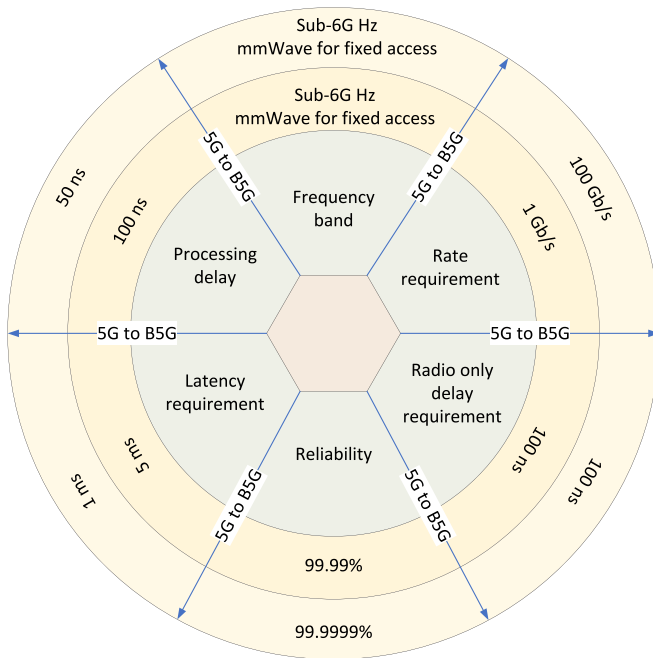 Sub-6G Hz
mmWave for fixed access
Sub-6G Hz
mmWave for fixed access
5G to B5G
5G to B5G
50 ns
100 Gb/s
100 ns
1 Gb/s
Frequency
band
Processing
delay
Rate
requirement
5G to B5G
5G to B5G
Latency
requirement
Radio only
delay
requirement
5 ms
100 ns
1 ms
100 ns
Reliability
5G to B5G
5G to B5G
99.99%
99.9999%